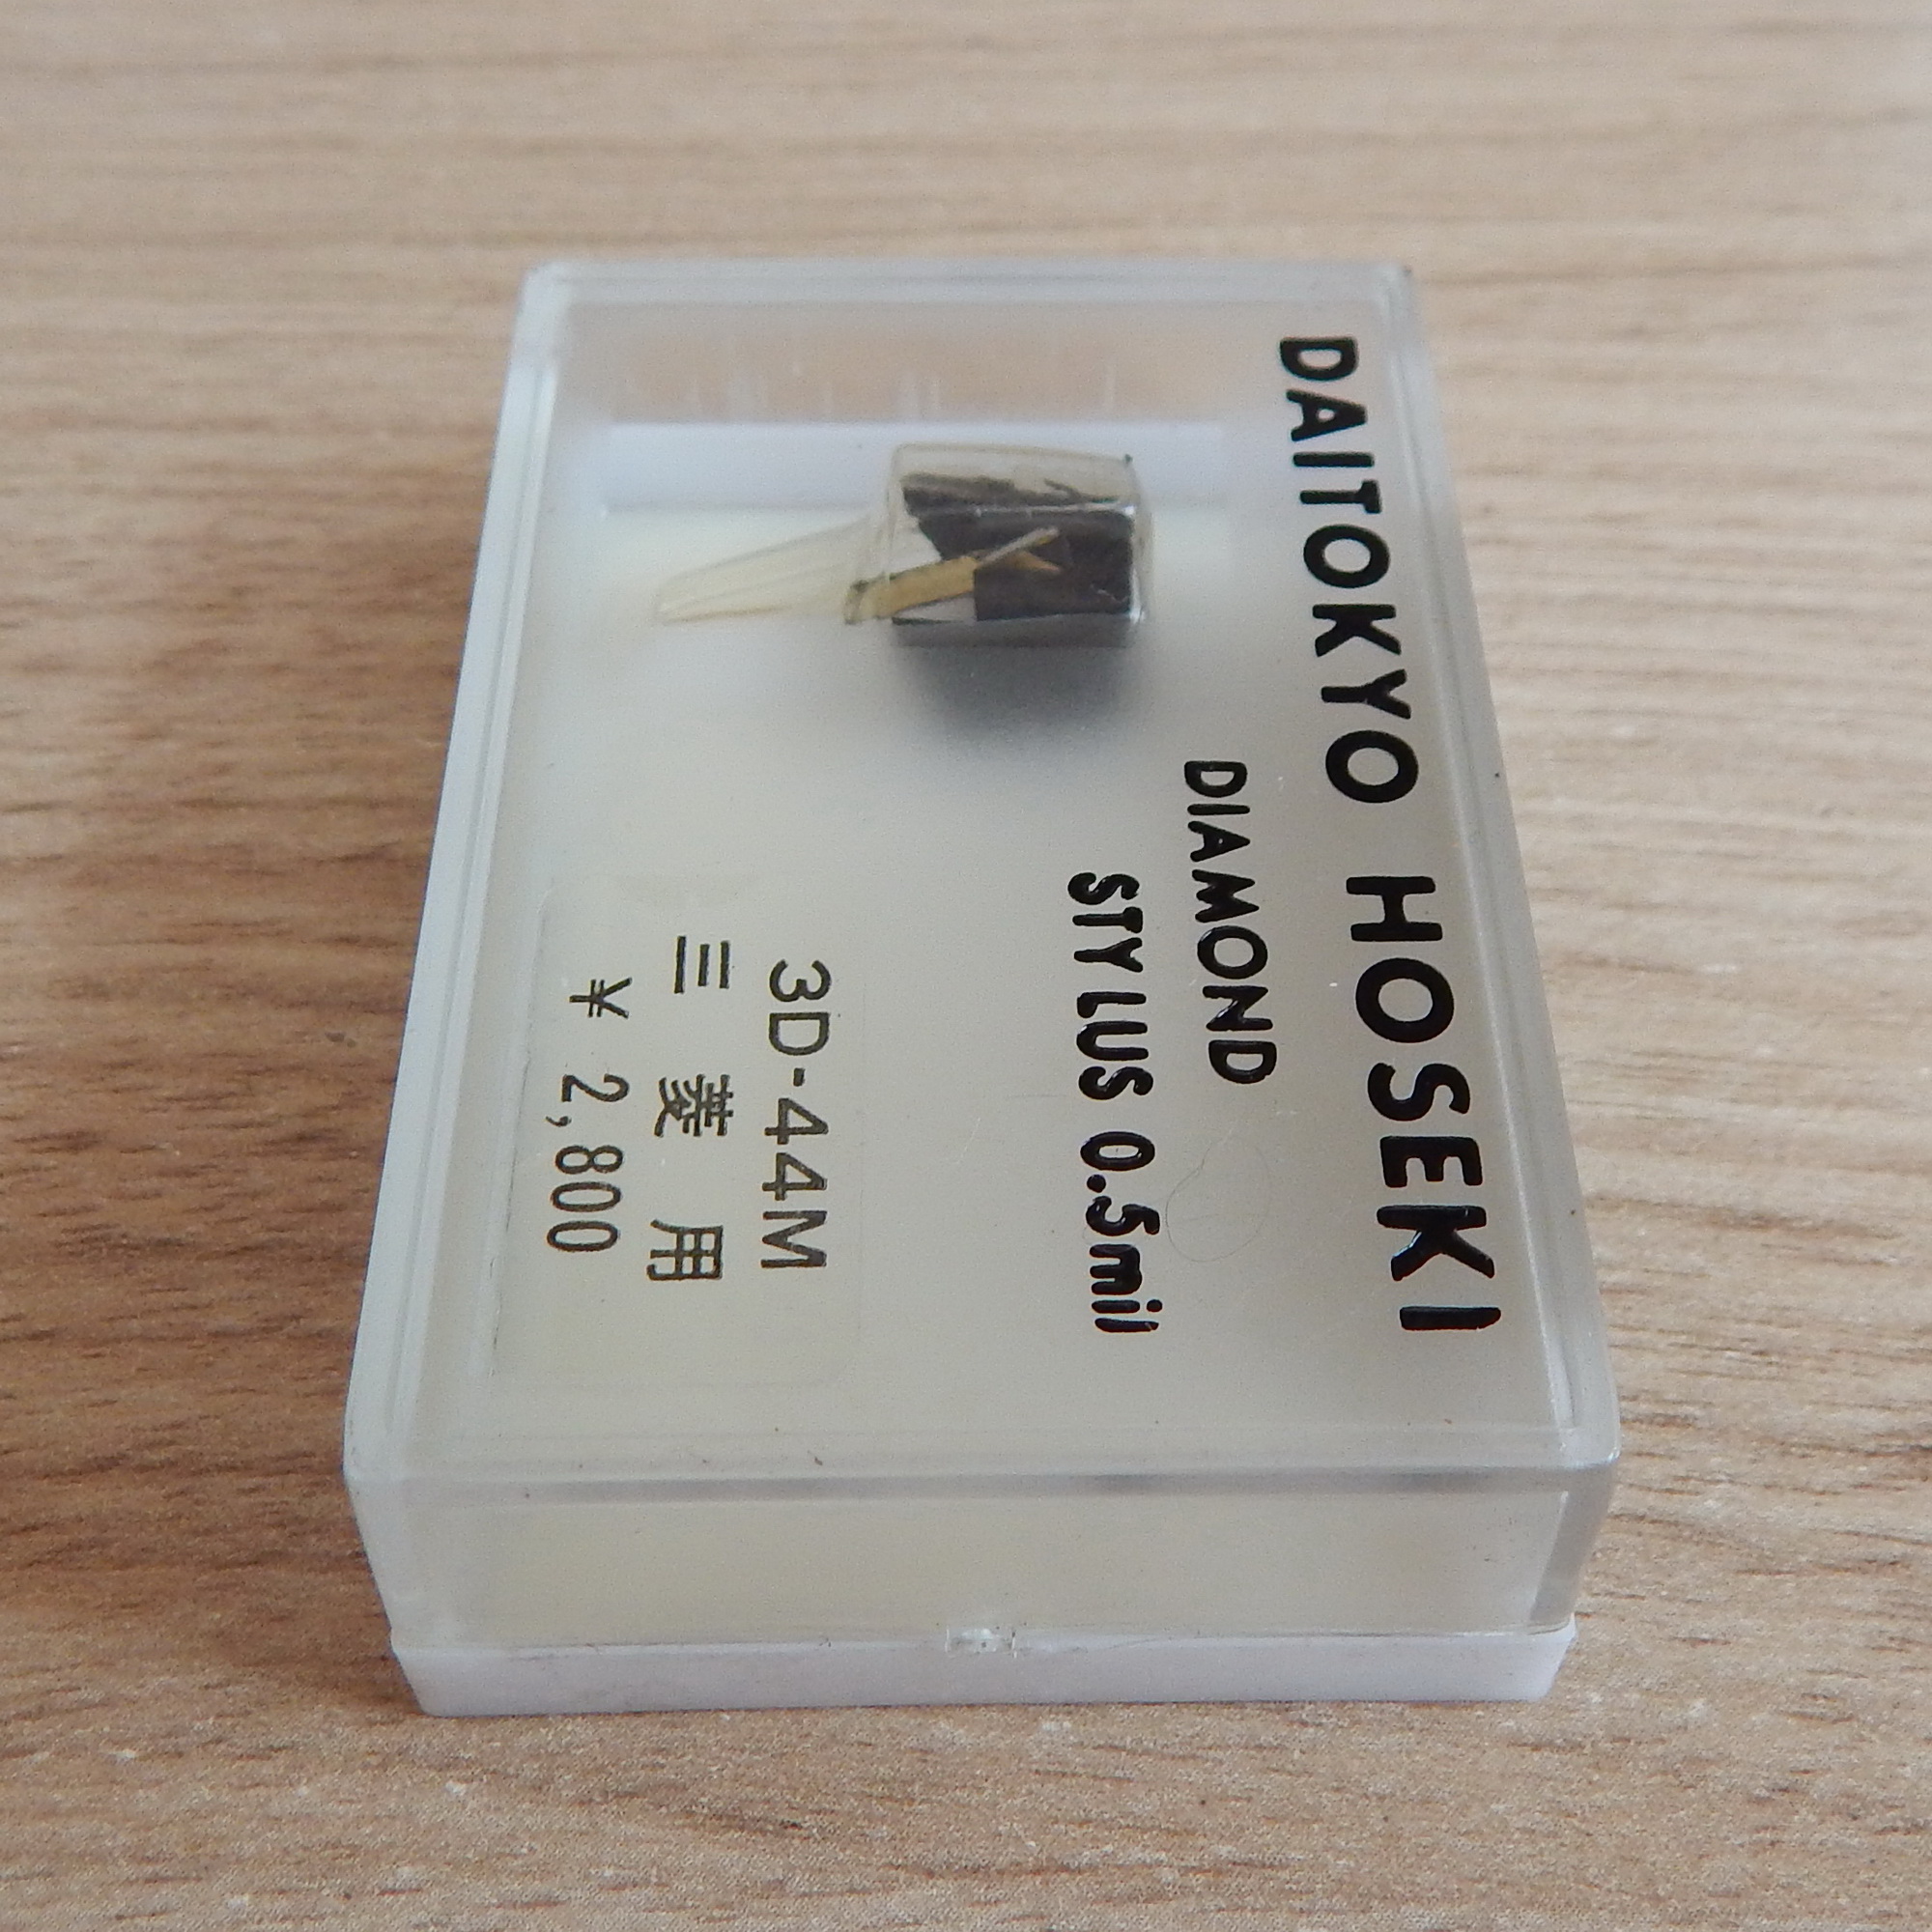 DAITOKYO HOSEKI
DIAMOND
STYLUS 0.5mil
3D-44M
三菱用
¥ 2,800